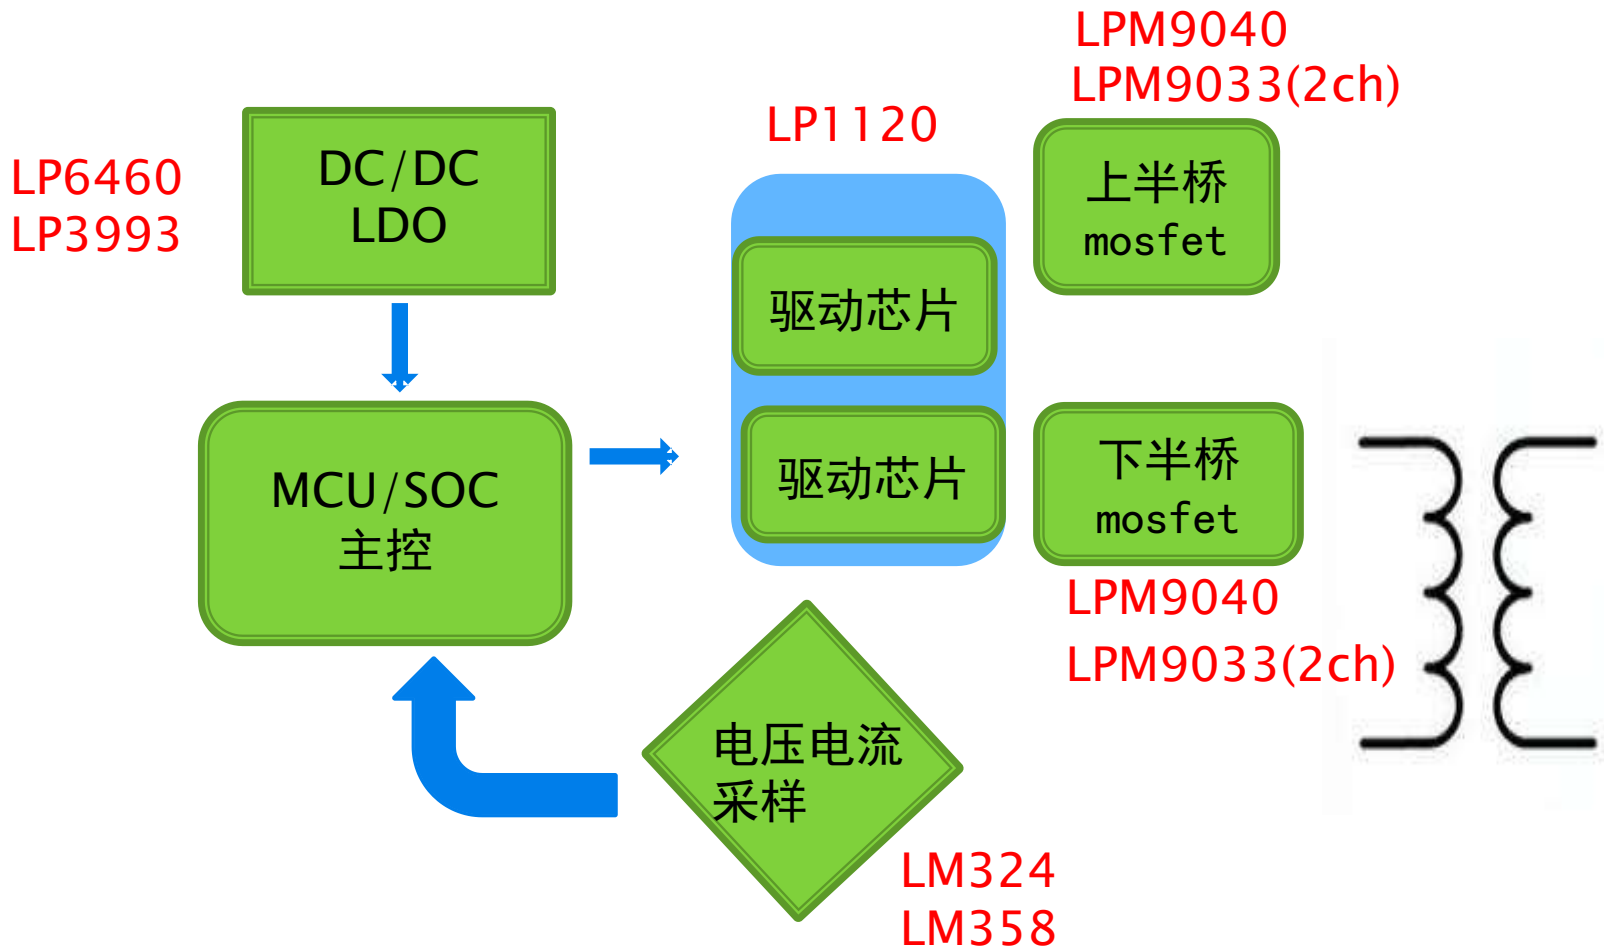 LPM9040
LPM9033(2ch)
LP1120
LP6460
LP3993
DC/DC
LDO
上半桥
mosfet
驱动芯片
MCU/SOC
主控
驱动芯片
下半桥
mosfet
LPM9040
LPM9033(2ch)
电压电流
采样
LM324
LM358